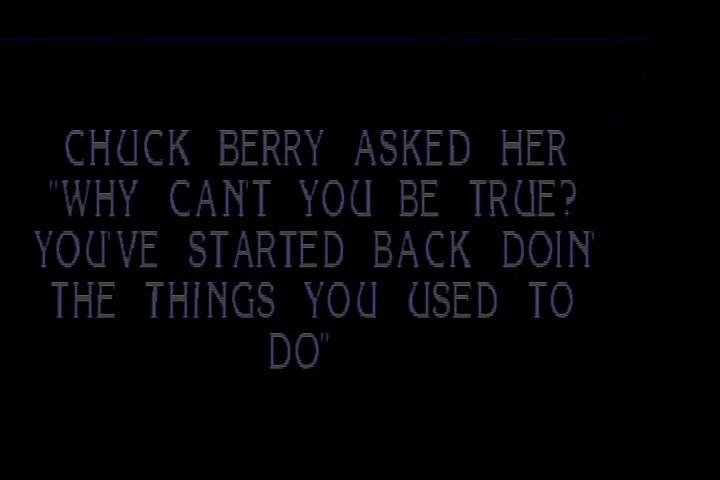 CHUCK BERRY ASKED HER
"WHY CAN'T YOU BE TRUE?
YOU'VE STARTED BACK DOIN'
THE THINGS YOU USED TO
DO"